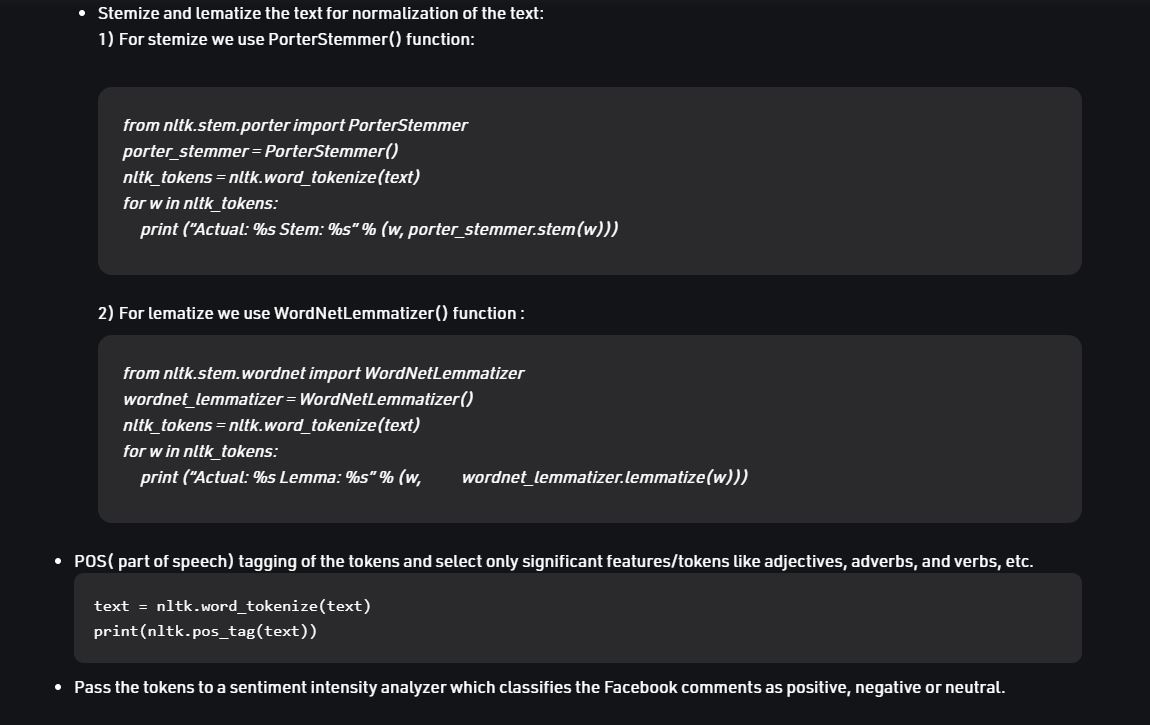 • Stemize and lematize the text for normalization of the text:
1) For stemize we use PorterStemmer() function:
from nltk.stem.porter import PorterStemmer
porter_stemmer = PorterStemmer()
nltk_tokens = nltk.word_tokenize(text)
for w in nltk_tokens:
print (“Actual: %s Stem: %s” % (w, porter_stemmer.stem(w)))
2) For lematize we use WordNetLemmatizer() function :
from nltk.stem.wordnet import WordNetLemmatizer
wordnet_lemmatizer = WordNetLemmatizer()
nltk_tokens = nltk.word_tokenize(text)
for w in nltk_tokens:
print (“Actual: %s Lemma: %s” % (w, wordnet_lemmatizer.lemmatize(w)))
• POS( part of speech) tagging of the tokens and select only significant features/tokens like adjectives, adverbs, and verbs, etc.
text = nltk.word_tokenize(text)
print(nltk.pos_tag(text))
• Pass the tokens to a sentiment intensity analyzer which classifies the Facebook comments as positive, negative or neutral.